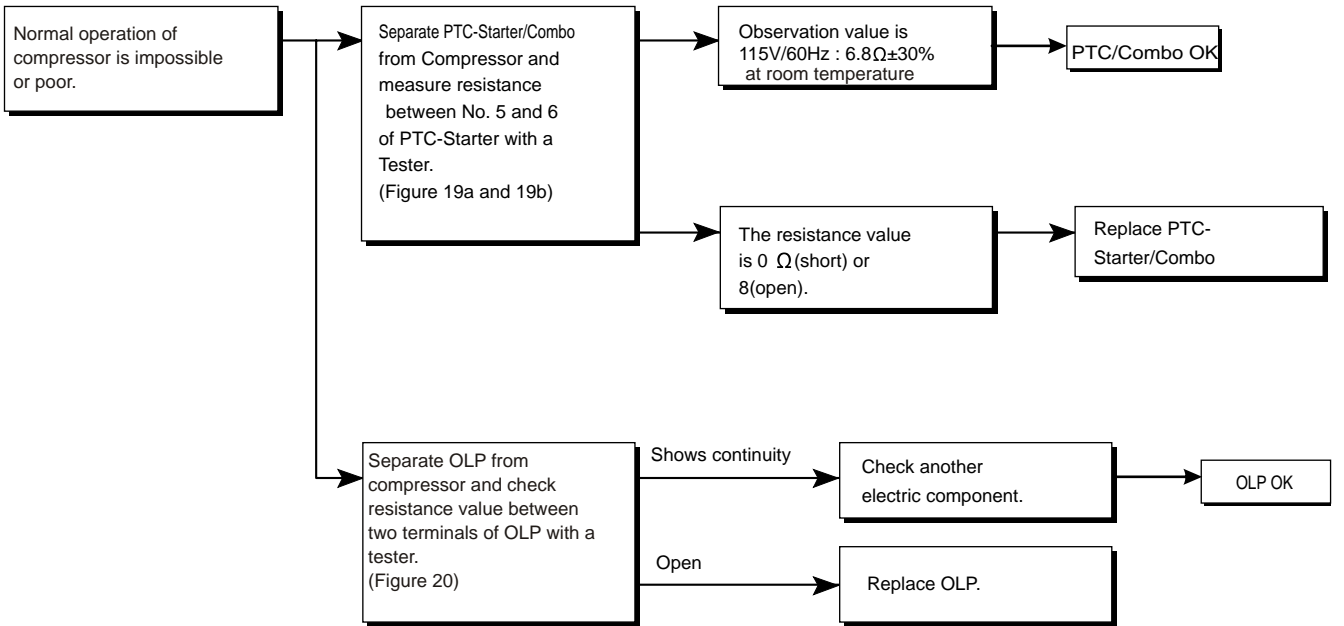 Normal operation of
compressor is impossible
or poor.
Separate PTC-Starter/Combo
from Compressor and
measure resistance
between No. 5 and 6
of PTC-Starter with a
Tester.
(Figure 19a and 19b)
Observation value is
115V/60Hz : 6.8Ω±30%
at room temperature
PTC/Combo OK
The resistance value
is 0 Ω(short) or
8(open).
Replace PTC-
Starter/Combo
Separate OLP from
compressor and check
resistance value between
two terminals of OLP with a
tester.
(Figure 20)
Shows continuity
Check another
electric component.
OLP OK
Open
Replace OLP.